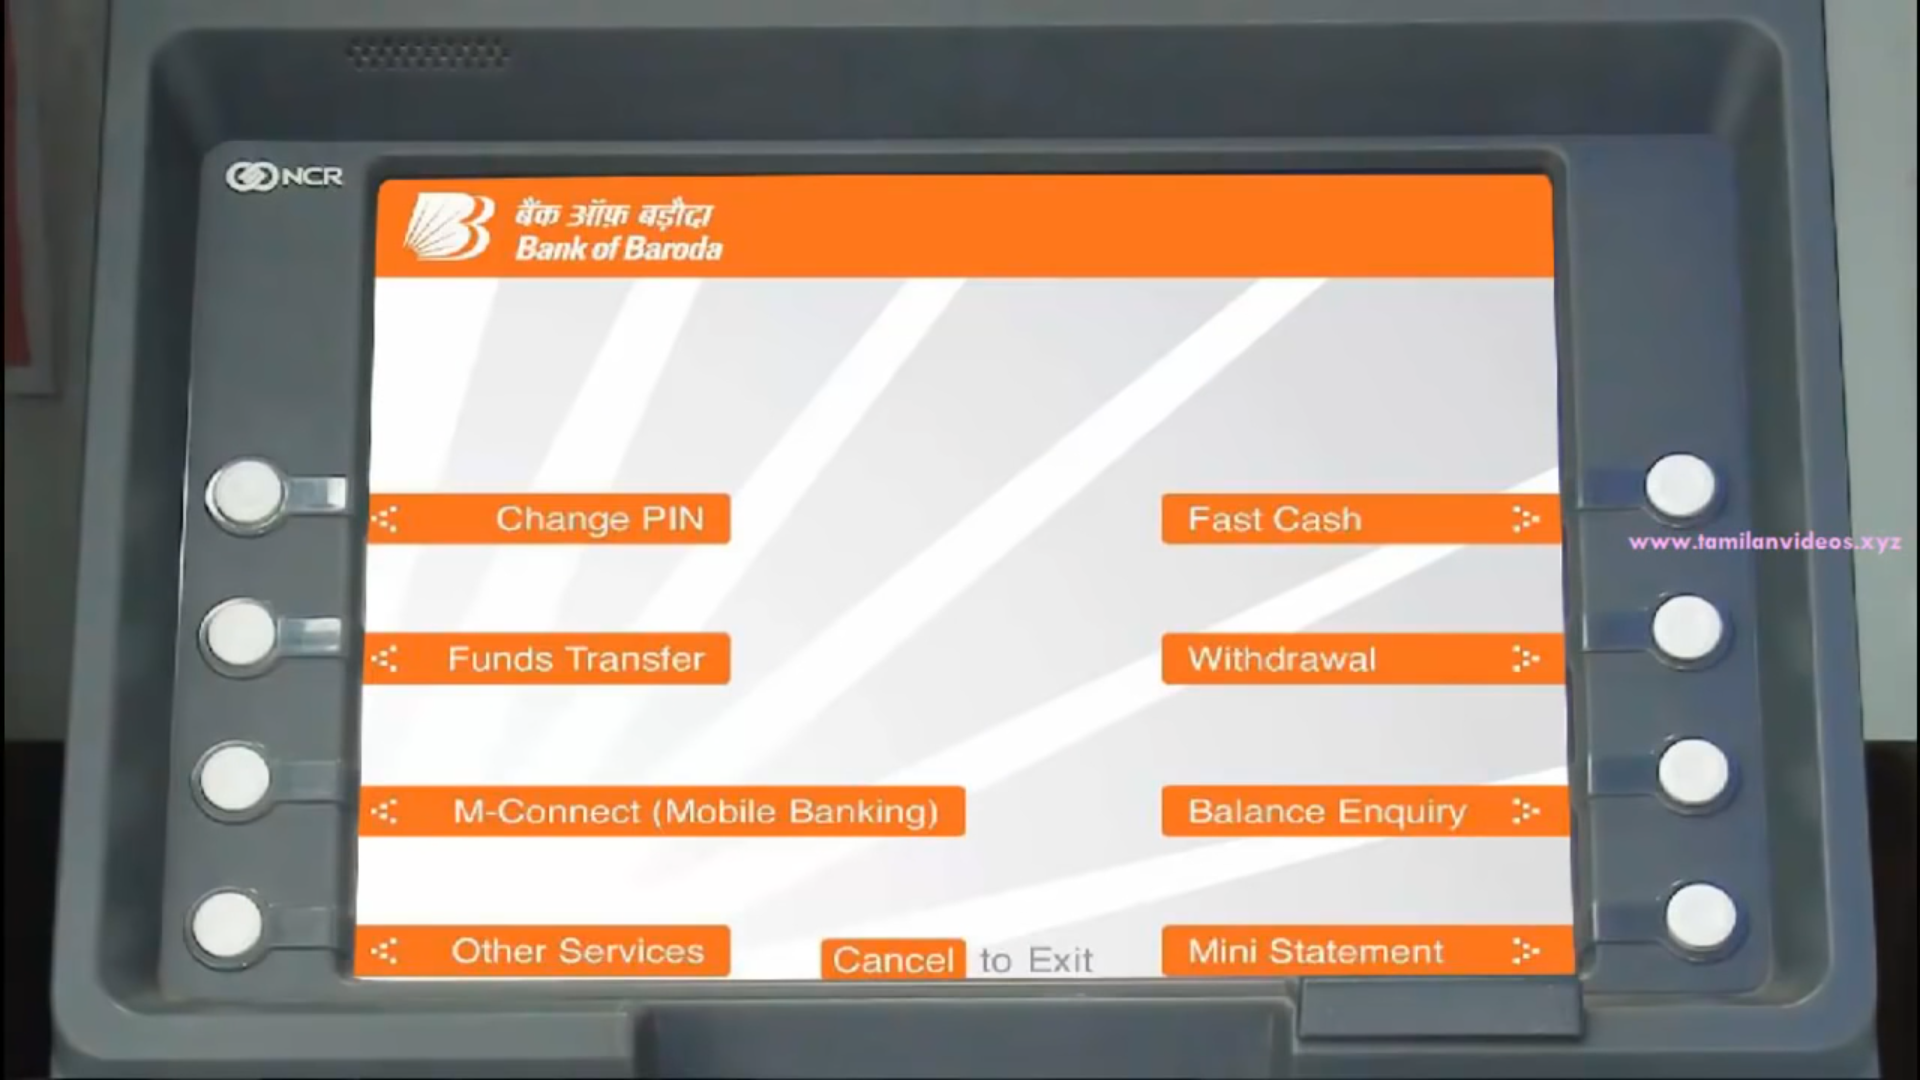 NCR
बैंक ऑफ़ बड़ौदा
Bank of Baroda
Change PIN
Fast Cash
www.tamilanvideos.xyz
Funds Transfer
Withdrawal
M-Connect (Mobile Banking)
Balance Enquiry
Other Services
Cancel to Exit
Mini Statement